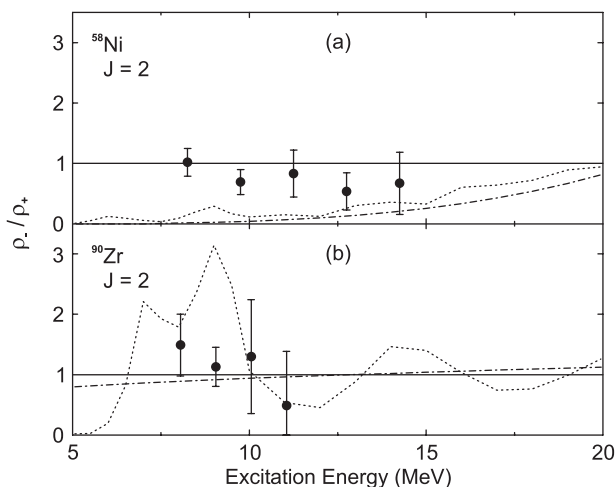 3
2
1
0
⁵⁸Ni
J = 2
(a)
ρ₋ / ρ₊
3
2
1
0
⁹⁰Zr
J = 2
(b)
5 10 15 20
Excitation Energy (MeV)